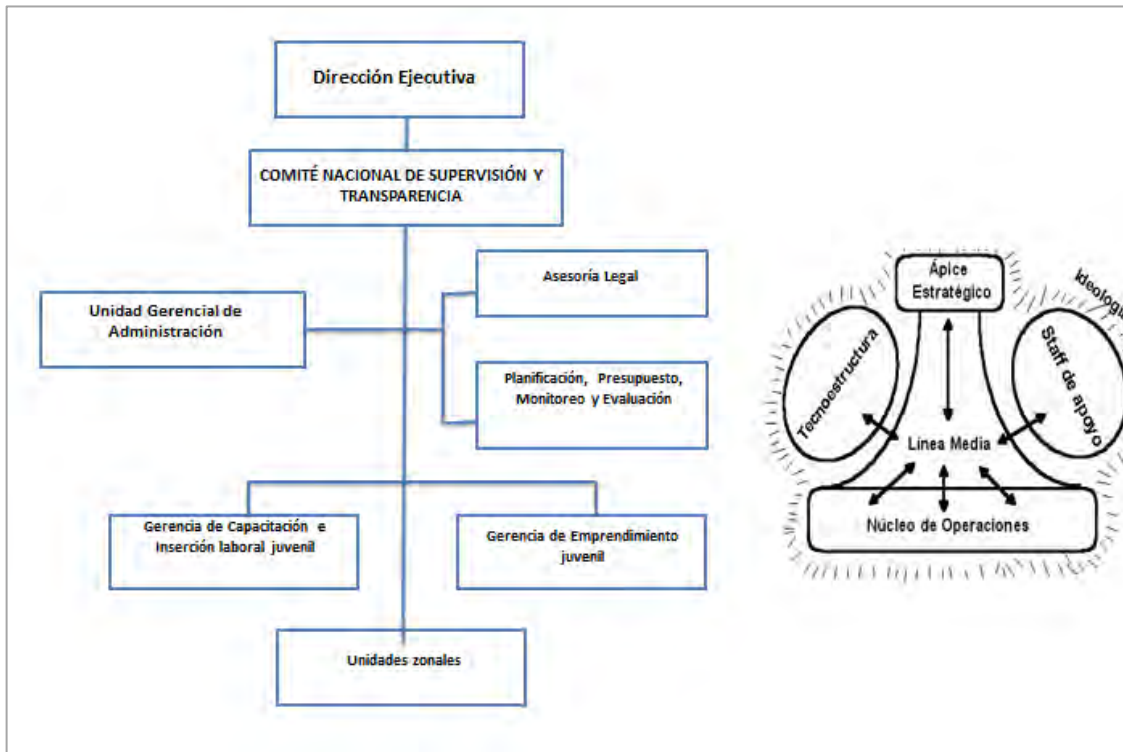 Dirección Ejecutiva
COMITÉ NACIONAL DE SUPERVISIÓN Y
TRANSPARENCIA
Asesoría Legal
Unidad Gerencial de
Administración
Planificación, Presupuesto,
Monitoreo y Evaluación
Gerencia de Capacitación e
Inserción laboral juvenil
Gerencia de Emprendimiento
juvenil
Unidades zonales
Ápice
Estratégico
Ideología
Tecnoestructura
Staff de apoyo
Línea Media
Núcleo de Operaciones